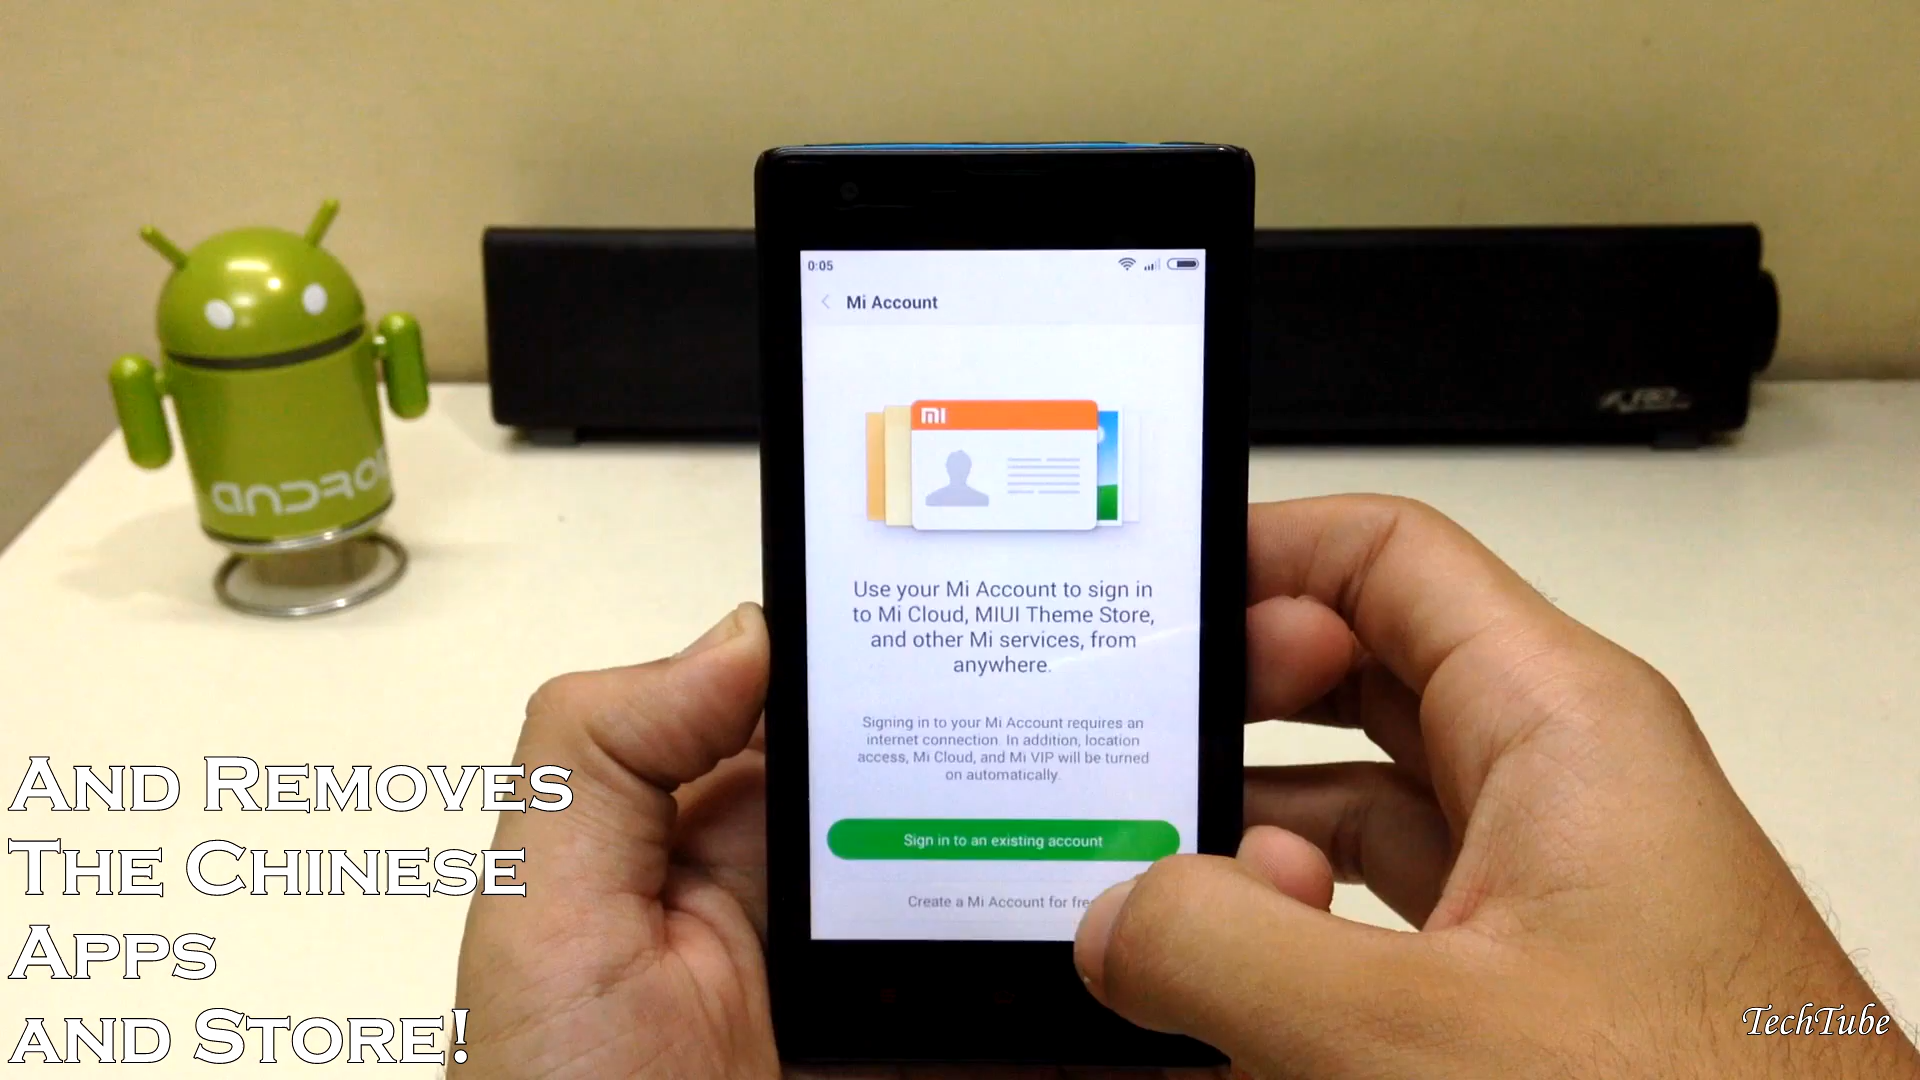 0:05
Mi Account
mi
Use your Mi Account to sign in
to Mi Cloud, MIUI Theme Store,
and other Mi services, from
anywhere.
Signing in to your Mi Account requires an
internet connection. In addition, location
access, Mi Cloud, and Mi VIP will be turned
on automatically.
Sign in to an existing account
Create a Mi Account for
ANDROID
And Removes
The Chinese
Apps
and Store!
TechTube